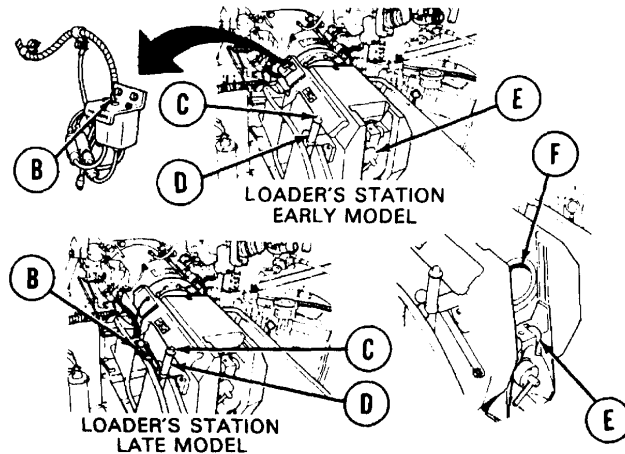 C
E
B
D
LOADER'S STATION
EARLY MODEL
F
B
C
D
E
LOADER'S STATION
LATE MODEL